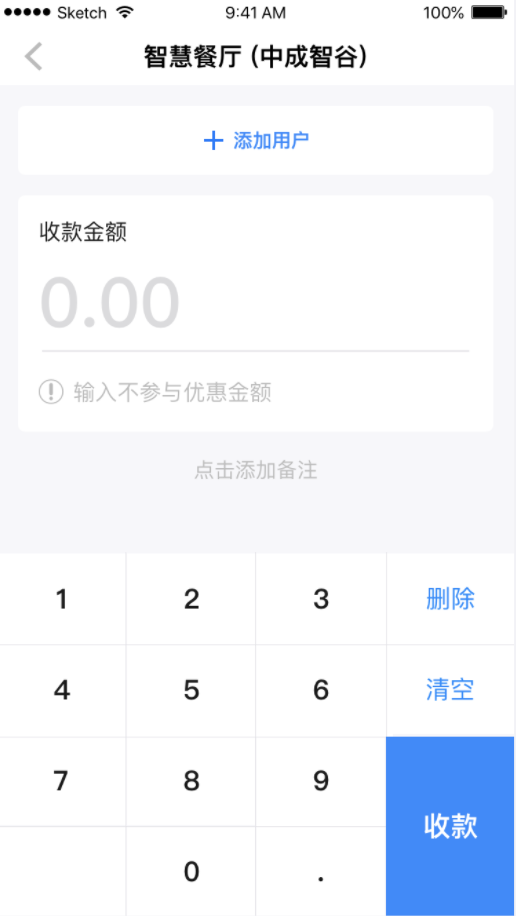 Sketch 9:41 AM 100%
智慧餐厅 (中成智谷)
添加用户
收款金额
0.00
输入不参与优惠金额
点击添加备注
1 2 3 删除
4 5 6 清空
7 8 9
收款
0 .